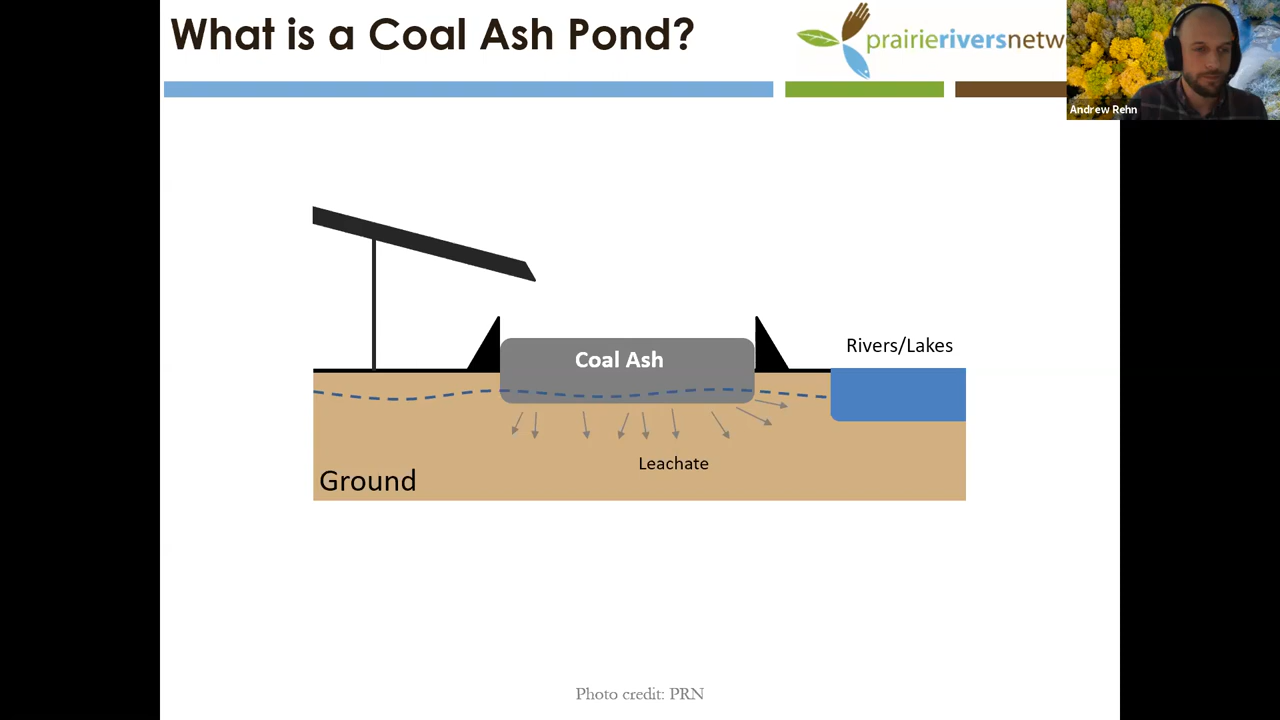 What is a Coal Ash Pond?
prairieriversnetw
Andrew Rehn
Rivers/Lakes
Coal Ash
Leachate
Ground
Photo credit: PRN